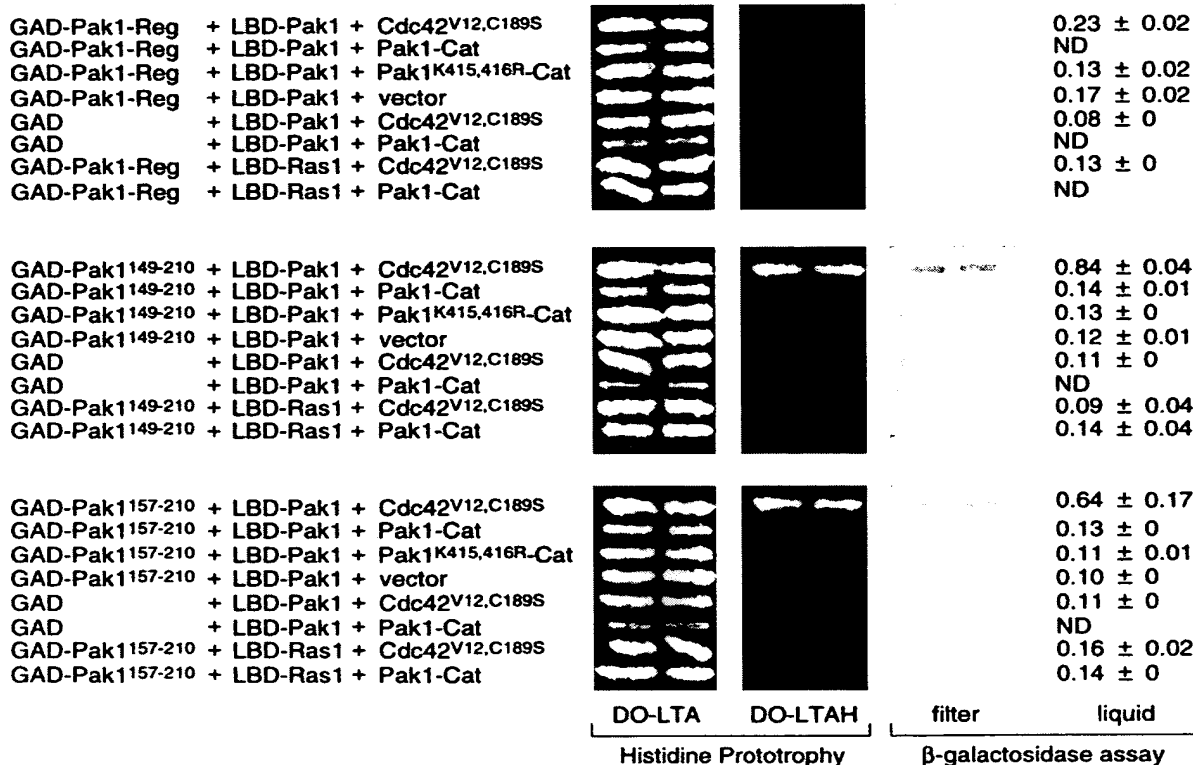 GAD-Pak1-Reg + LBD-Pak1 + Cdc42V12,C189S 0.23 ± 0.02
GAD-Pak1-Reg + LBD-Pak1 + Pak1-Cat ND
GAD-Pak1-Reg + LBD-Pak1 + Pak1K415,416R-Cat 0.13 ± 0.02
GAD-Pak1-Reg + LBD-Pak1 + vector 0.17 ± 0.02
GAD + LBD-Pak1 + Cdc42V12,C189S 0.08 ± 0
GAD + LBD-Pak1 + Pak1-Cat ND
GAD-Pak1-Reg + LBD-Ras1 + Cdc42V12,C189S 0.13 ± 0
GAD-Pak1-Reg + LBD-Ras1 + Pak1-Cat ND
GAD-Pak1149-210 + LBD-Pak1 + Cdc42V12,C189S 0.84 ± 0.04
GAD-Pak1149-210 + LBD-Pak1 + Pak1-Cat 0.14 ± 0.01
GAD-Pak1149-210 + LBD-Pak1 + Pak1K415,416R-Cat 0.13 ± 0
GAD-Pak1149-210 + LBD-Pak1 + vector 0.12 ± 0.01
GAD + LBD-Pak1 + Cdc42V12,C189S 0.11 ± 0
GAD + LBD-Pak1 + Pak1-Cat ND
GAD-Pak1149-210 + LBD-Ras1 + Cdc42V12,C189S 0.09 ± 0.04
GAD-Pak1149-210 + LBD-Ras1 + Pak1-Cat 0.14 ± 0.04
GAD-Pak1157-210 + LBD-Pak1 + Cdc42V12,C189S 0.64 ± 0.17
GAD-Pak1157-210 + LBD-Pak1 + Pak1-Cat 0.13 ± 0
GAD-Pak1157-210 + LBD-Pak1 + Pak1K415,416R-Cat 0.11 ± 0.01
GAD-Pak1157-210 + LBD-Pak1 + vector 0.10 ± 0
GAD + LBD-Pak1 + Cdc42V12,C189S 0.11 ± 0
GAD + LBD-Pak1 + Pak1-Cat ND
GAD-Pak1157-210 + LBD-Ras1 + Cdc42V12,C189S 0.16 ± 0.02
GAD-Pak1157-210 + LBD-Ras1 + Pak1-Cat 0.14 ± 0
DO-LTA DO-LTAH filter liquid
Histidine Prototrophy β-galactosidase assay